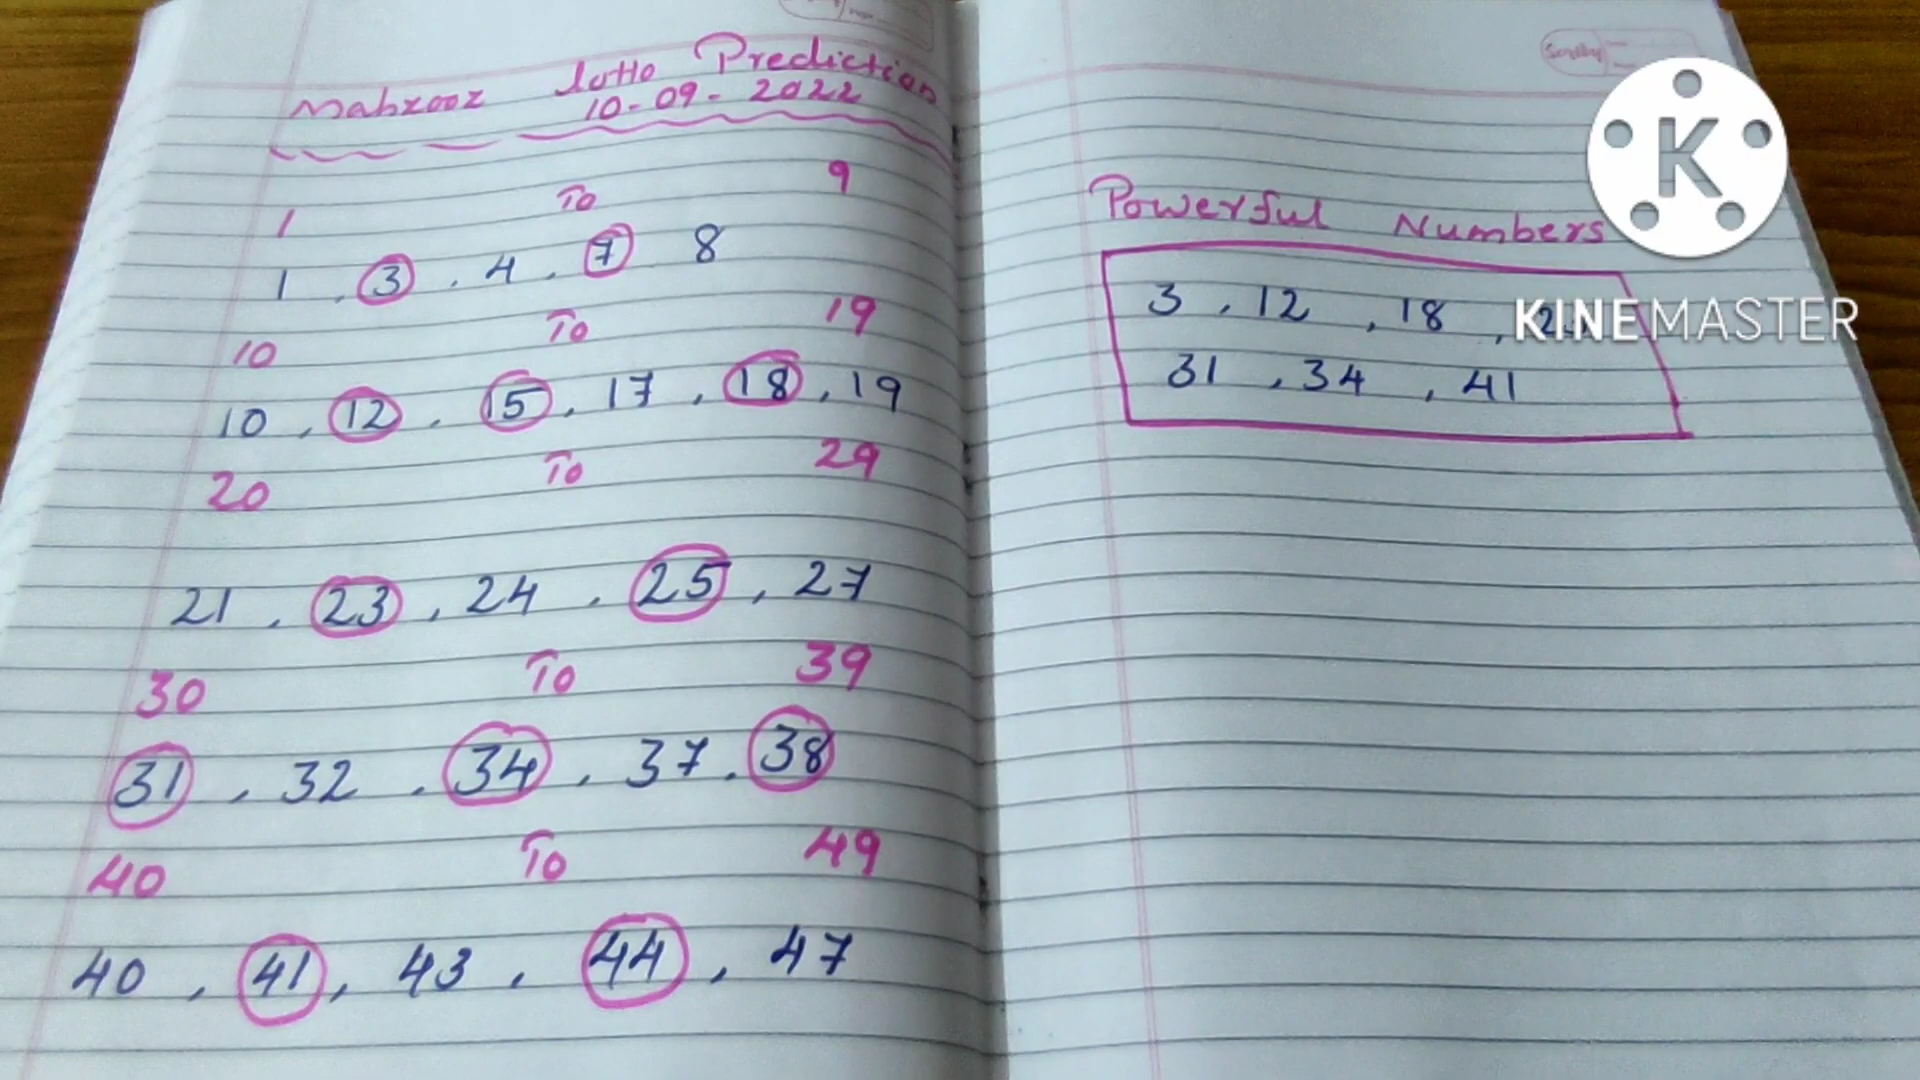 Mabzooz lotto Prediction
10-09-2022
1 To 9
1, 3, 4, 7 8
10 To 19
10, 12, 15, 17, 18, 19
20 To 29
21, 23, 24, 25, 27
30 To 39
31, 32, 34, 37, 38
40 To 49
40, 41, 43, 44, 47
Powerful Numbers
3, 12, 18,
31, 34, 41
K
KINEMASTER